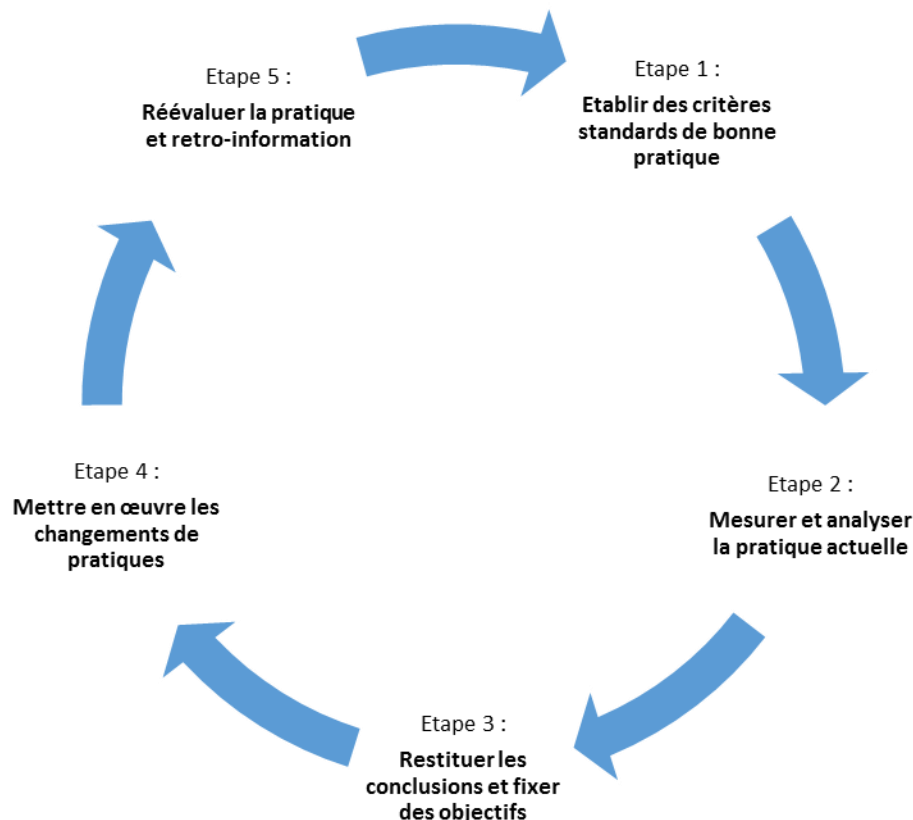 Etape 1 :
Etablir des critères
standards de bonne
pratique
Etape 2 :
Mesurer et analyser
la pratique actuelle
Etape 3 :
Restituer les
conclusions et fixer
des objectifs
Etape 4 :
Mettre en œuvre les
changements de
pratiques
Etape 5 :
Réévaluer la pratique
et retro-information